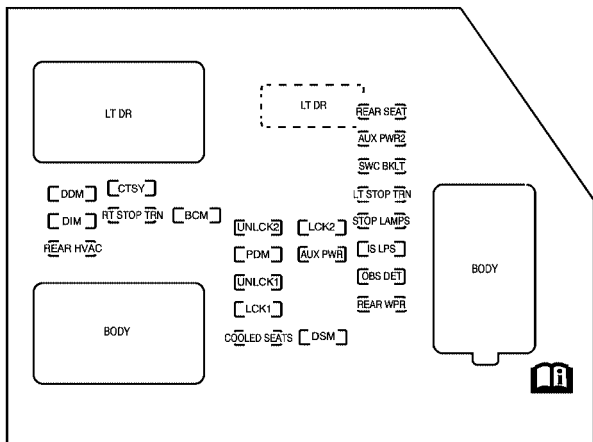 LT DR
LT DR
REAR SEAT
AUX PWR2
SWC BKLT
DDM
CTSY
LT STOP TRN
DIM
RT STOP TRN
BCM
UNLCK2
LCK2
STOP LAMPS
REAR HVAC
PDM
AUX PWR
IS LPS
BODY
UNLCK1
OBS DET
LCK1
REAR WPR
BODY
COOLED SEATS
DSM
i